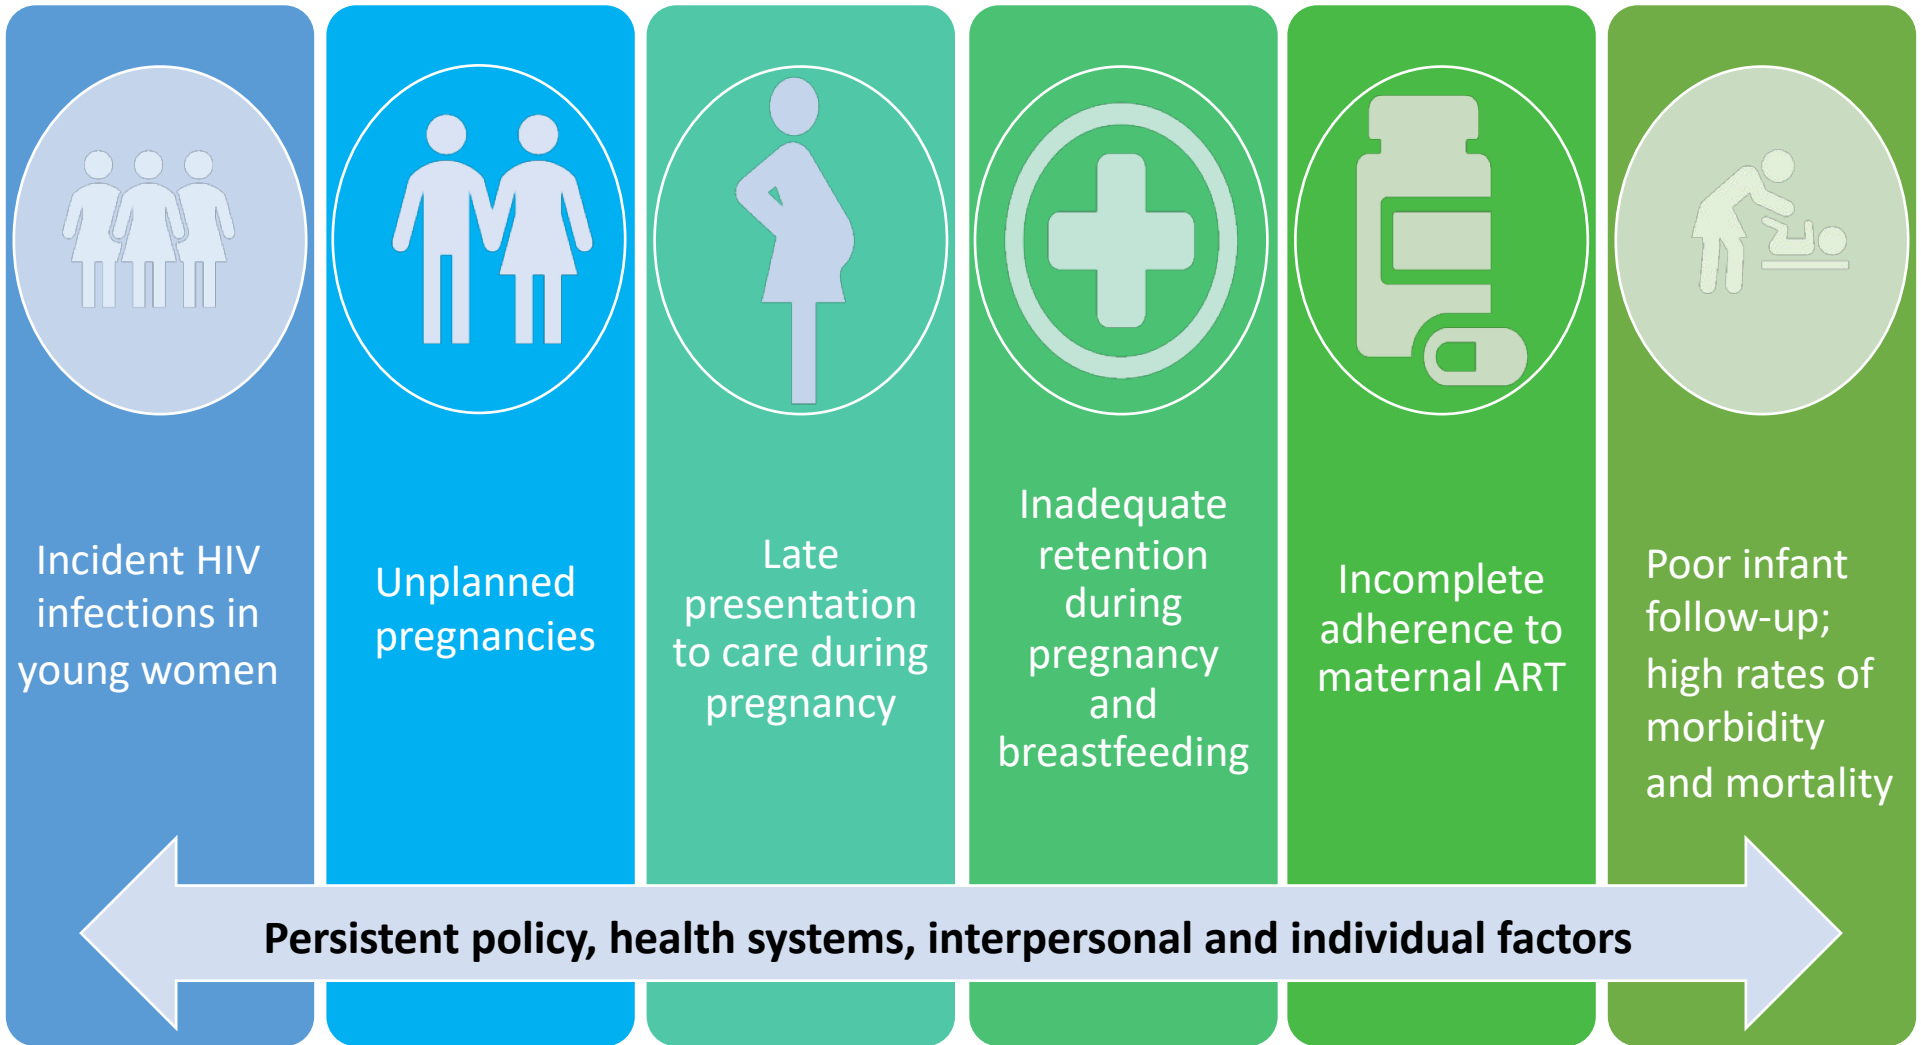 Incident HIV
infections in
young women
Unplanned
pregnancies
Late
presentation
to care during
pregnancy
Inadequate
retention
during
pregnancy
and
breastfeeding
Incomplete
adherence to
maternal ART
Poor infant
follow-up;
high rates of
morbidity
and mortality
Persistent policy, health systems, interpersonal and individual factors